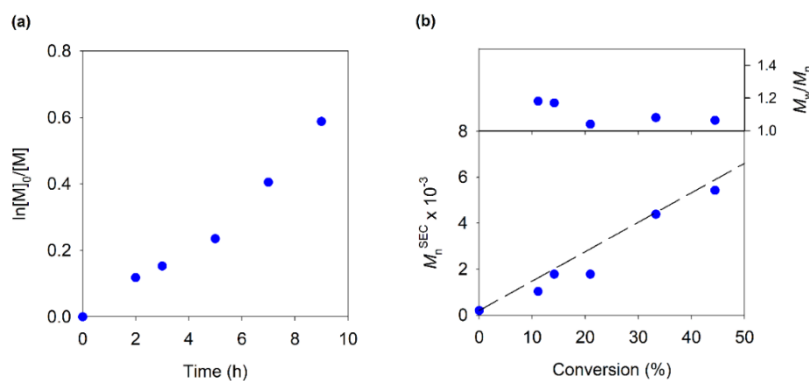 (a)
0.8
0.6
0.4
0.2
0.0
ln[M]₀/[M]
0 2 4 6 8 10
Time (h)
(b)
1.4
1.2
1.0
Mw/Mn
8
6
4
2
0
Mn^SEC x 10⁻³
0 10 20 30 40 50
Conversion (%)